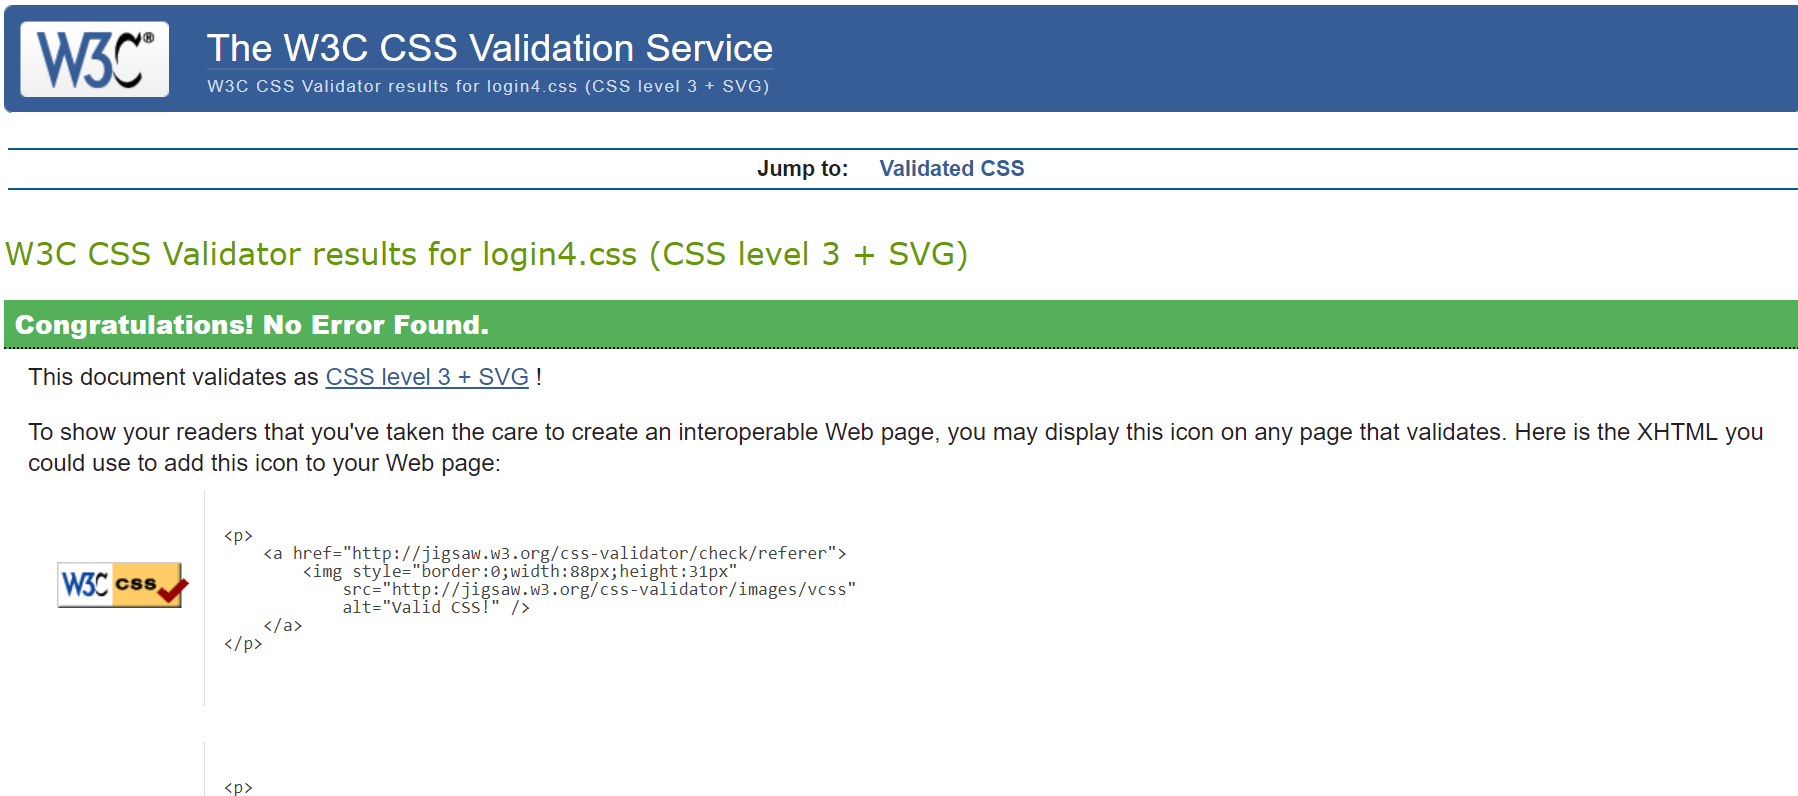 W3C®
The W3C CSS Validation Service
W3C CSS Validator results for login4.css (CSS level 3 + SVG)
Jump to: Validated CSS
W3C CSS Validator results for login4.css (CSS level 3 + SVG)
Congratulations! No Error Found.
This document validates as CSS level 3 + SVG !
To show your readers that you've taken the care to create an interoperable Web page, you may display this icon on any page that validates. Here is the XHTML you
could use to add this icon to your Web page:
W3C css
<p>
    <a href="http://jigsaw.w3.org/css-validator/check/referer">
        <img style="border:0;width:88px;height:31px"
            src="http://jigsaw.w3.org/css-validator/images/vcss"
            alt="Valid CSS!" />
    </a>
</p>
<p>